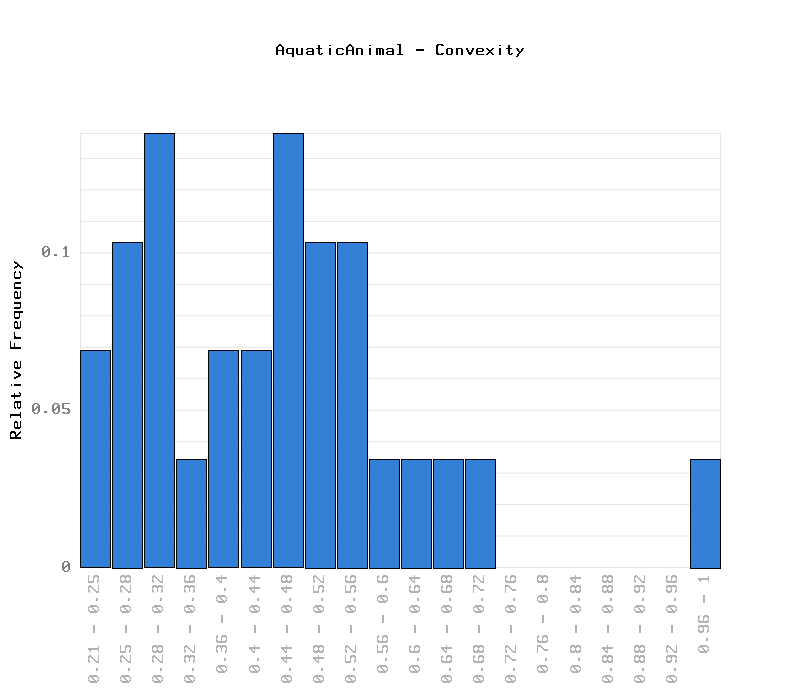 AquaticAnimal - Convexity
Relative Frequency
0.1
0.05
0
0.21 - 0.25
0.25 - 0.28
0.28 - 0.32
0.32 - 0.36
0.36 - 0.4
0.4 - 0.44
0.44 - 0.48
0.48 - 0.52
0.52 - 0.56
0.56 - 0.6
0.6 - 0.64
0.64 - 0.68
0.68 - 0.72
0.72 - 0.76
0.76 - 0.8
0.8 - 0.84
0.84 - 0.88
0.88 - 0.92
0.92 - 0.96
0.96 - 1